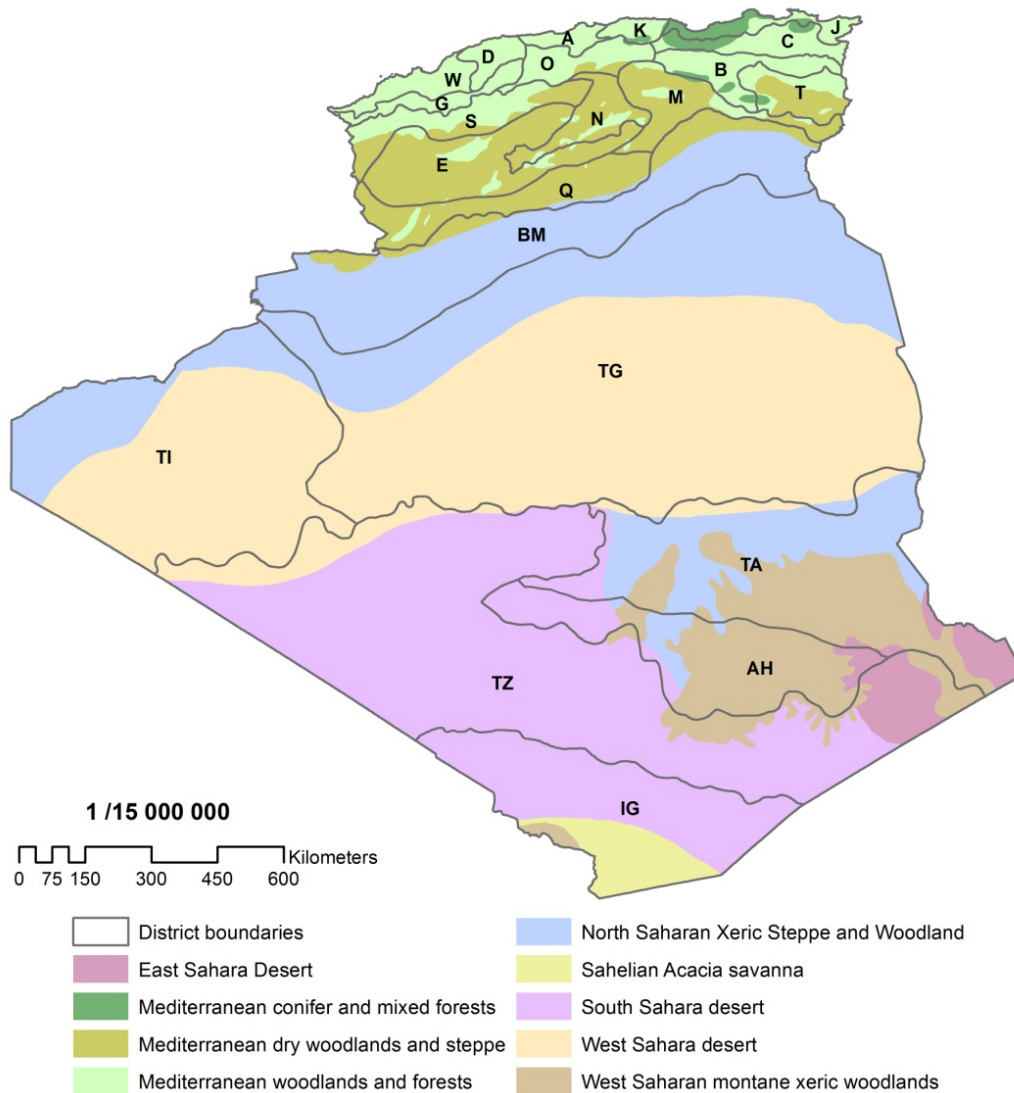 J
K
A
C
D
B
O
W
T
M
G
N
S
E
Q
BM
TG
TI
TA
AH
TZ
IG
1 /15 000 000
Kilometers
0 75 150 300 450 600
District boundaries
East Sahara Desert
Mediterranean conifer and mixed forests
Mediterranean dry woodlands and steppe
Mediterranean woodlands and forests
North Saharan Xeric Steppe and Woodland
Sahelian Acacia savanna
South Sahara desert
West Sahara desert
West Saharan montane xeric woodlands